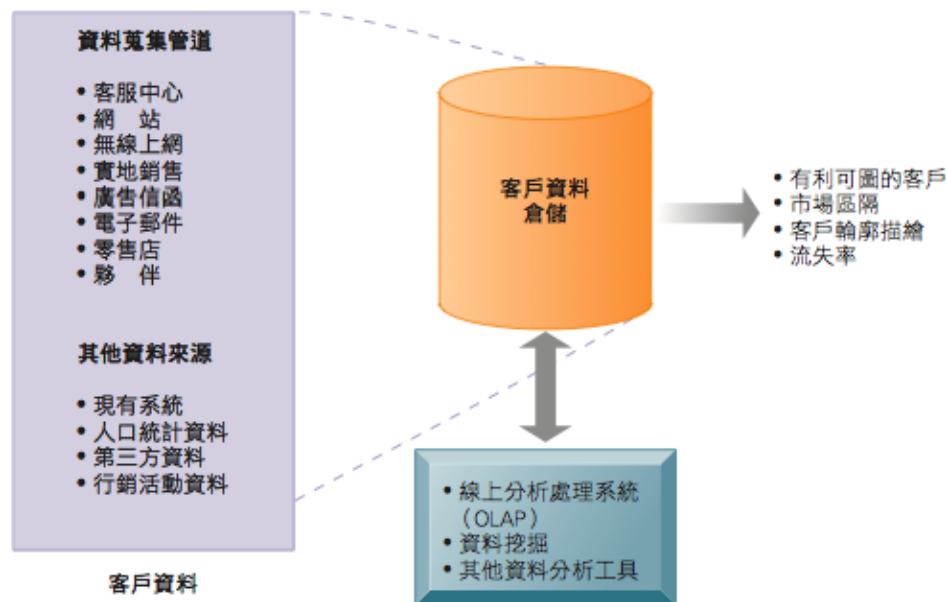 資料蒐集管道
• 客服中心
• 網　站
• 無線上網
• 實地銷售
• 廣告信函
• 電子郵件
• 零售店
• 夥　伴
其他資料來源
• 現有系統
• 人口統計資料
• 第三方資料
• 行銷活動資料
客戶資料
客戶資料
倉儲
• 線上分析處理系統
（OLAP）
• 資料挖掘
• 其他資料分析工具
• 有利可圖的客戶
• 市場區隔
• 客戶輪廓描繪
• 流失率